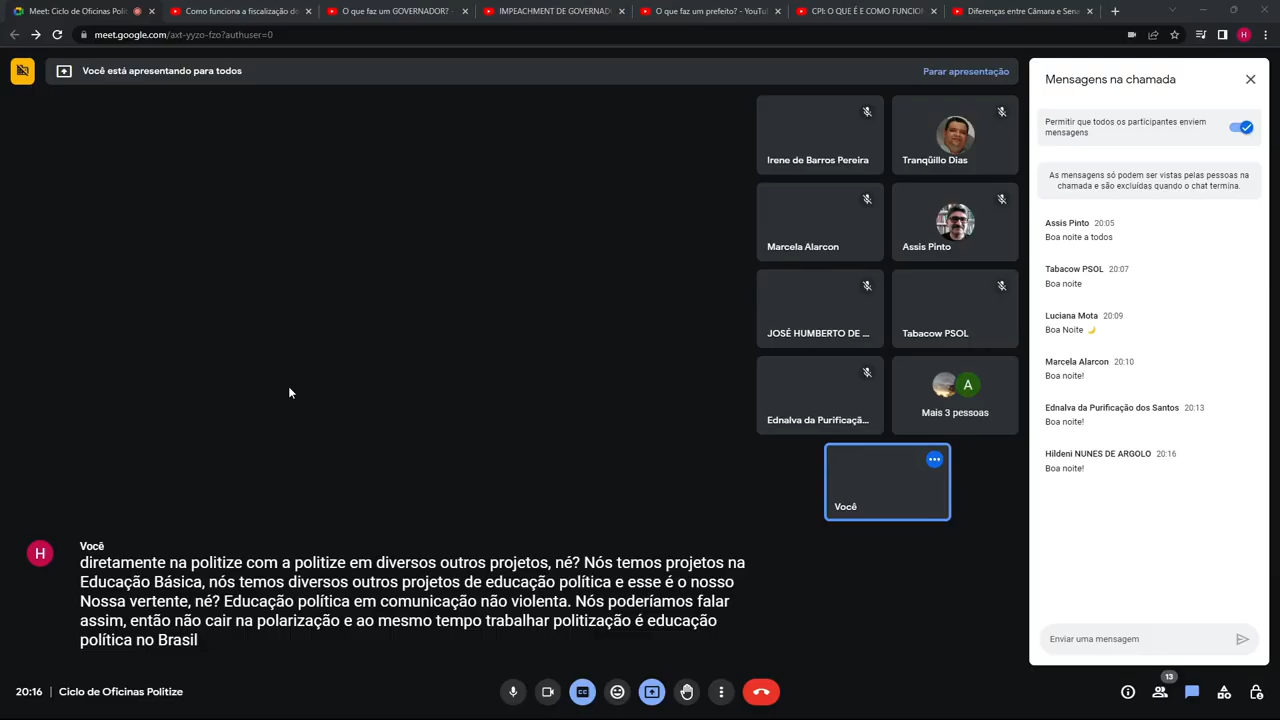 Meet: Ciclo de Oficinas Poli
Como funciona a fiscalização do
O que faz um GOVERNADOR? -
IMPEACHMENT DE GOVERNAD
O que faz um prefeito? - YouTu
CPI: O QUE É E COMO FUNCION
Diferenças entre Câmara e Sena
meet.google.com/axt-yyzo-fzo?authuser=0
H
Você está apresentando para todos
Parar apresentação
Irene de Barros Pereira
Tranqüillo Dias
Marcela Alarcon
Assis Pinto
JOSÉ HUMBERTO DE ...
Tabacow PSOL
Ednalva da Purificaçã...
A
Mais 3 pessoas
Você
H
Você
diretamente na politize com a politize em diversos outros projetos, né? Nós temos projetos na
Educação Básica, nós temos diversos outros projetos de educação política e esse é o nosso
Nossa vertente, né? Educação política em comunicação não violenta. Nós poderíamos falar
assim, então não cair na polarização e ao mesmo tempo trabalhar politização é educação
política no Brasil
Mensagens na chamada
Permitir que todos os participantes enviem
mensagens
As mensagens só podem ser vistas pelas pessoas na
chamada e são excluídas quando o chat termina.
Assis Pinto 20:05
Boa noite a todos
Tabacow PSOL 20:07
Boa noite
Luciana Mota 20:09
Boa Noite 🌙
Marcela Alarcon 20:10
Boa noite!
Ednalva da Purificação dos Santos 20:13
Boa noite!
Hildeni NUNES DE ARGOLO 20:16
Boa noite!
Enviar uma mensagem
20:16 | Ciclo de Oficinas Politize
CC
13